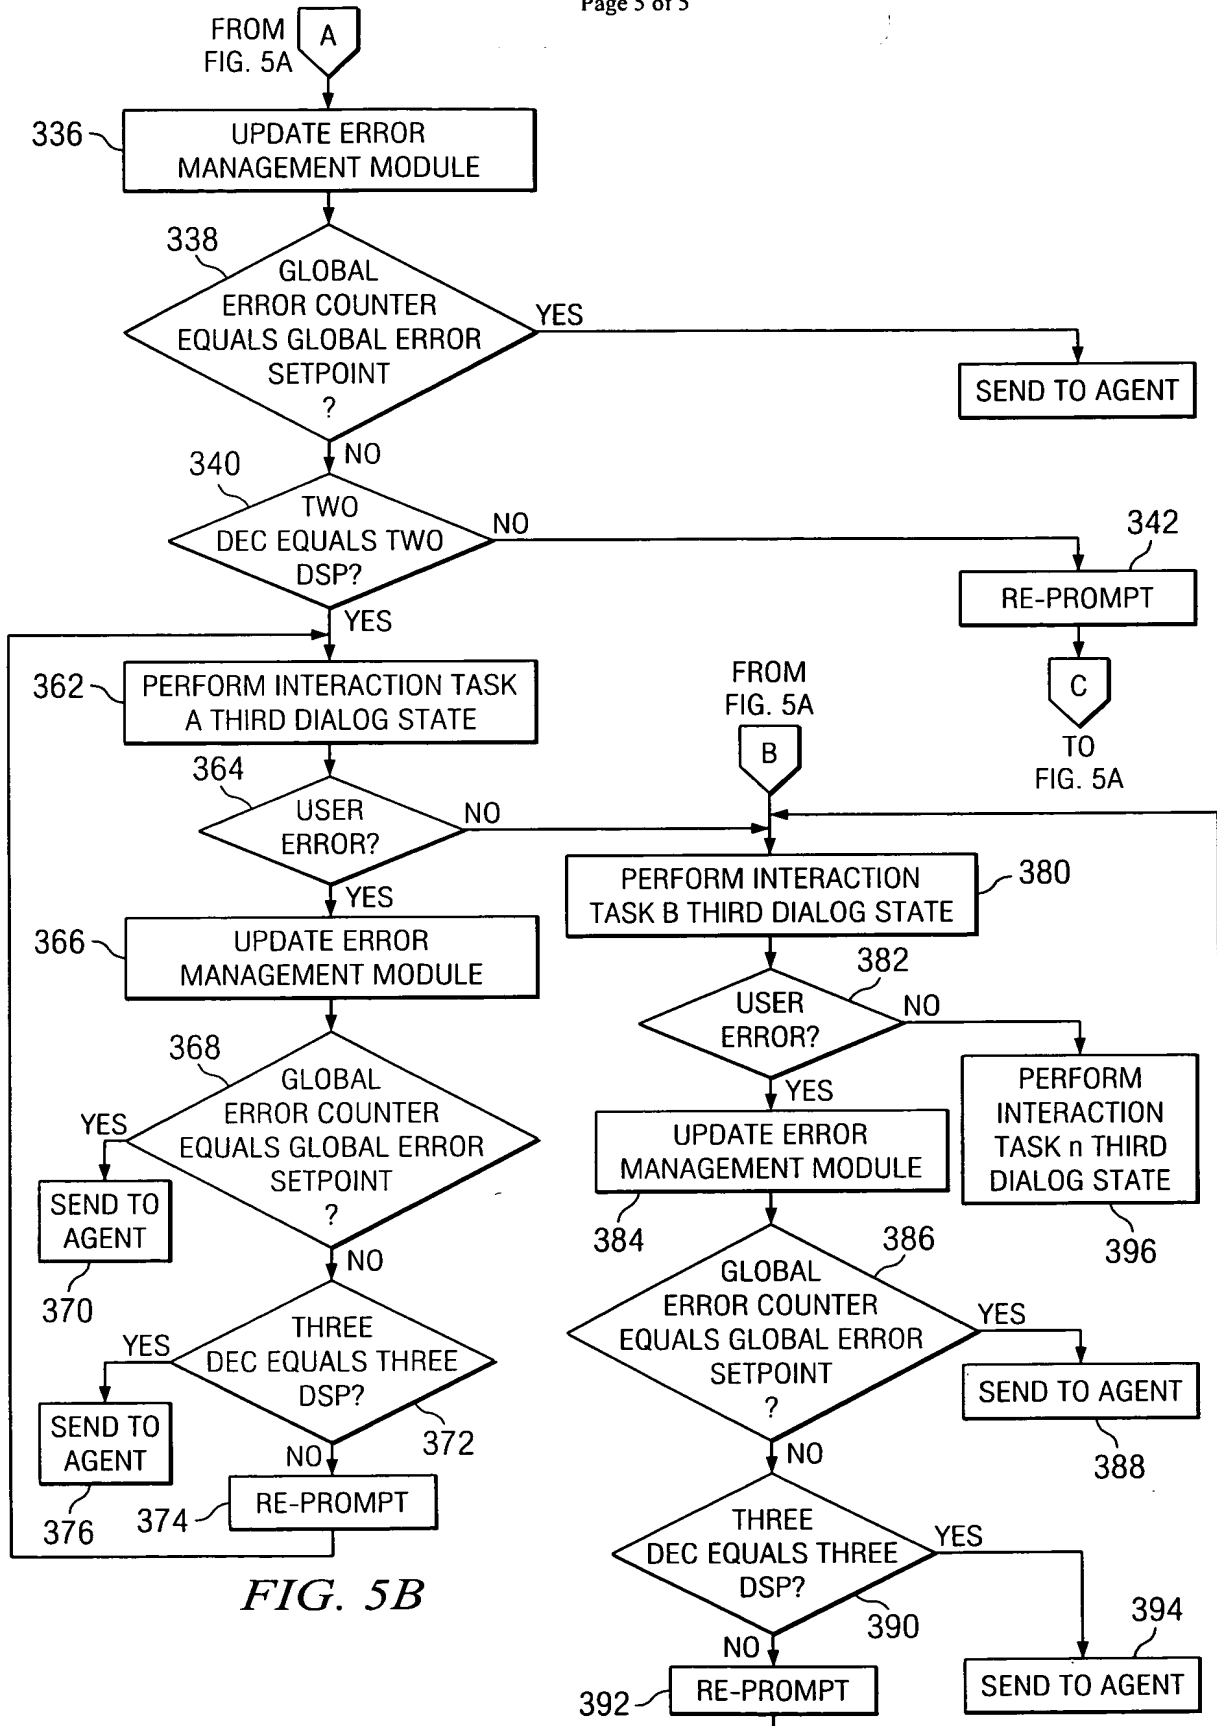 Page 5 of 5
FROM
FIG. 5A
A
336
UPDATE ERROR
MANAGEMENT MODULE
338
GLOBAL
ERROR COUNTER
EQUALS GLOBAL ERROR
SETPOINT
?
YES
SEND TO AGENT
NO
340
TWO
DEC EQUALS TWO
DSP?
NO
342
RE-PROMPT
C
TO
FIG. 5A
YES
362
PERFORM INTERACTION TASK
A THIRD DIALOG STATE
364
USER
ERROR?
NO
FROM
FIG. 5A
B
YES
366
UPDATE ERROR
MANAGEMENT MODULE
368
GLOBAL
ERROR COUNTER
EQUALS GLOBAL ERROR
SETPOINT
?
YES
SEND TO
AGENT
370
NO
THREE
DEC EQUALS THREE
DSP?
372
YES
SEND TO
AGENT
376
NO
374
RE-PROMPT
380
PERFORM INTERACTION
TASK B THIRD DIALOG STATE
382
USER
ERROR?
NO
PERFORM
INTERACTION
TASK n THIRD
DIALOG STATE
396
YES
UPDATE ERROR
MANAGEMENT MODULE
384
386
GLOBAL
ERROR COUNTER
EQUALS GLOBAL ERROR
SETPOINT
?
YES
SEND TO AGENT
388
NO
THREE
DEC EQUALS THREE
DSP?
390
YES
394
SEND TO AGENT
NO
392
RE-PROMPT
FIG. 5B